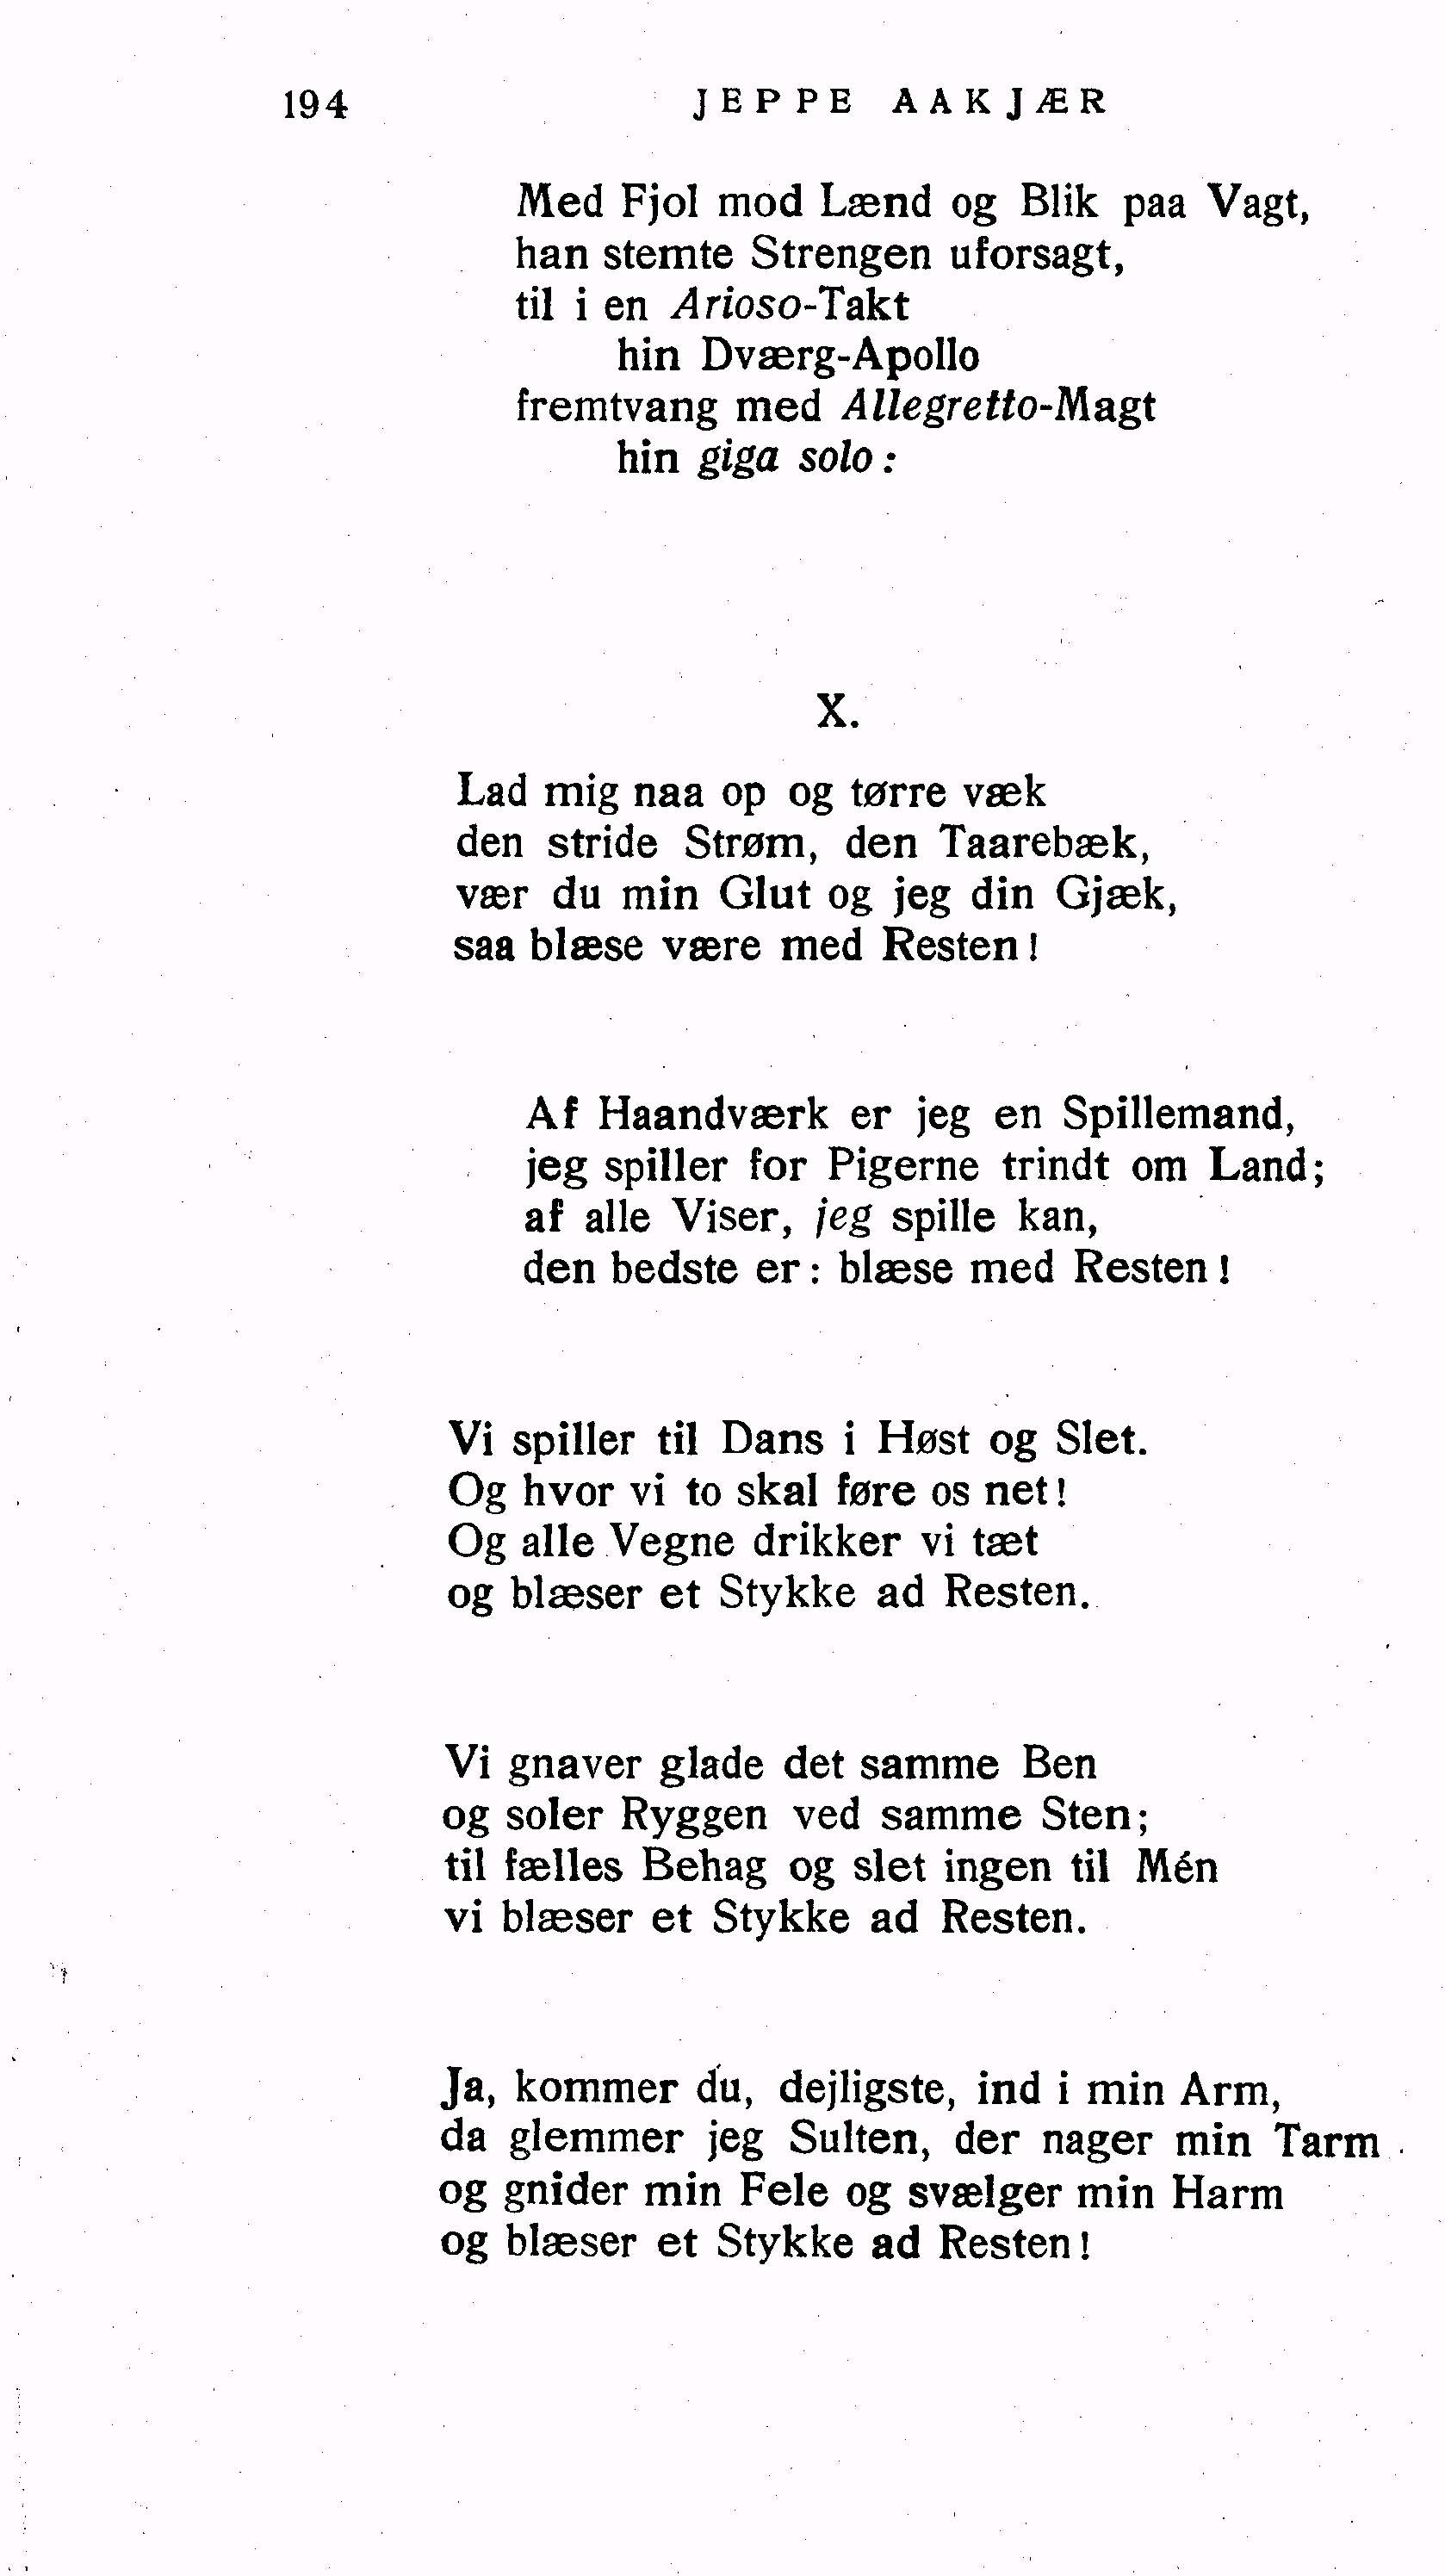 194 JEPPE AAKJÆR
Med Fjol mod Lænd og Blik paa Vagt,
han stemte Strengen uforsagt,
til i en Arioso-Takt
hin Dværg-Apollo
fremtvang med Allegretto-Magt
hin giga solo:
X.
Lad mig naa op og tørre væk
den stride Strøm, den Taarebæk,
vær du min Glut og jeg din Gjæk,
saa blæse være med Resten!
Af Haandværk er jeg en Spillemand,
jeg spiller for Pigerne trindt om Land;
af alle Viser, jeg spille kan,
den bedste er: blæse med Resten!
Vi spiller til Dans i Høst og Slet.
Og hvor vi to skal føre os net!
Og alle Vegne drikker vi tæt
og blæser et Stykke ad Resten.
Vi gnaver glade det samme Ben
og soler Ryggen ved samme Sten;
til fælles Behag og slet ingen til Mén
vi blæser et Stykke ad Resten.
Ja, kommer du, dejligste, ind i min Arm,
da glemmer jeg Sulten, der nager min Tarm
og gnider min Fele og svælger min Harm
og blæser et Stykke ad Resten!